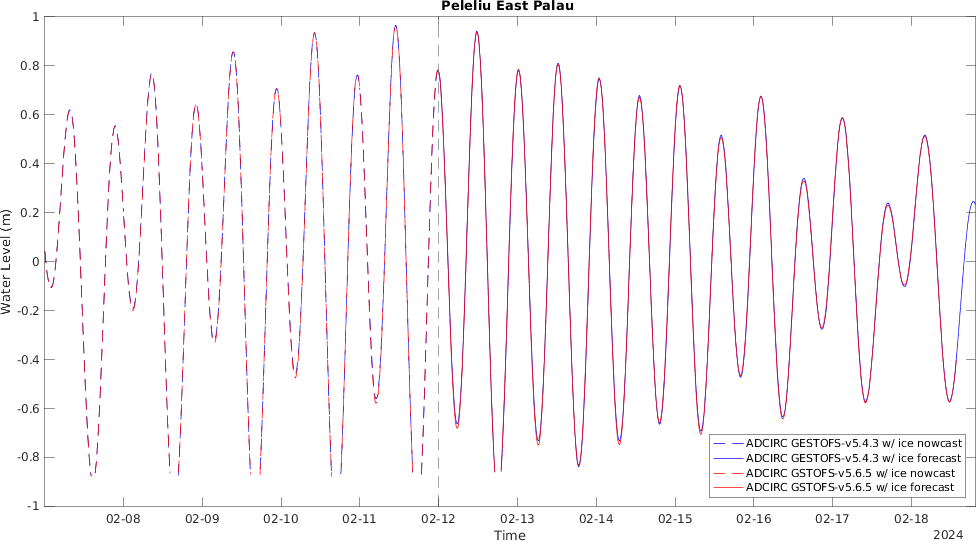 Peleliu East Palau
1
0.8
0.6
0.4
0.2
0
-0.2
-0.4
-0.6
-0.8
-1
Water Level (m)
ADCIRC GESTOFS-v5.4.3 w/ ice nowcast
ADCIRC GESTOFS-v5.4.3 w/ ice forecast
ADCIRC GSTOFS-v5.6.5 w/ ice nowcast
ADCIRC GSTOFS-v5.6.5 w/ ice forecast
02-08 02-09 02-10 02-11 02-12 02-13 02-14 02-15 02-16 02-17 02-18
Time
2024